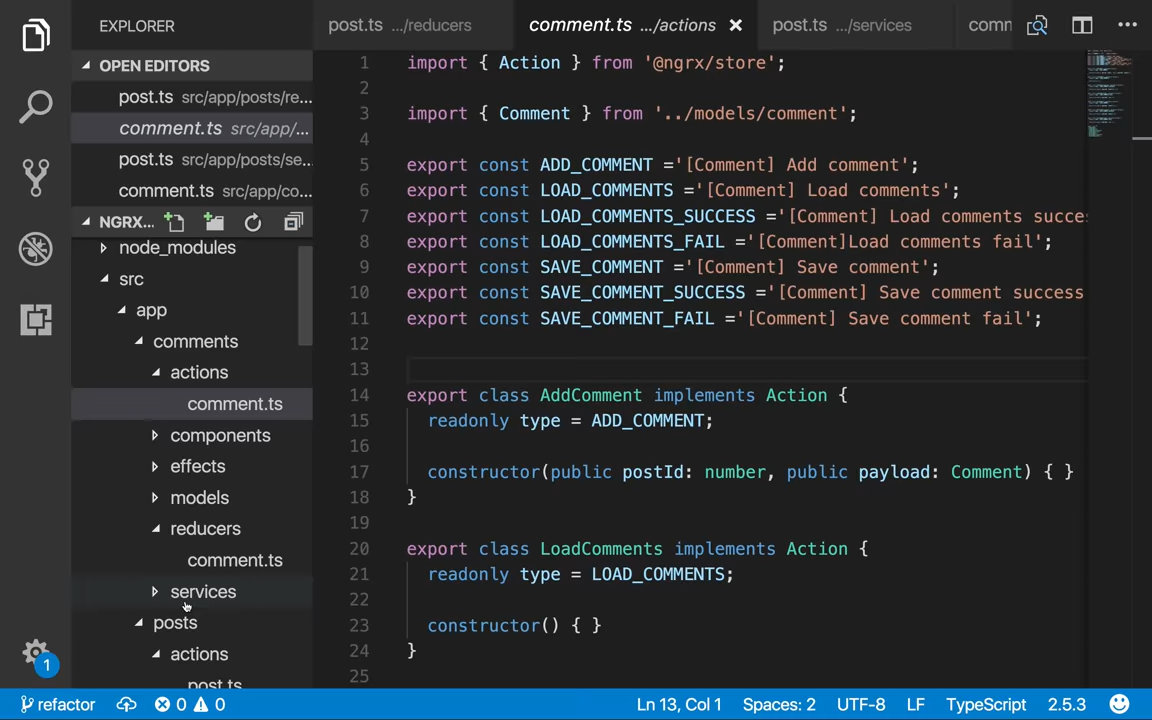 EXPLORER
post.ts .../reducers
comment.ts .../actions
post.ts .../services
comm
OPEN EDITORS
post.ts src/app/posts/re...
comment.ts src/app/...
post.ts src/app/posts/se...
comment.ts src/app/co...
NGRX...
node_modules
src
app
comments
actions
comment.ts
components
effects
models
reducers
comment.ts
services
posts
actions
post.ts
1 import { Action } from '@ngrx/store';
2
3 import { Comment } from '../models/comment';
4
5 export const ADD_COMMENT ='[Comment] Add comment';
6 export const LOAD_COMMENTS ='[Comment] Load comments';
7 export const LOAD_COMMENTS_SUCCESS ='[Comment] Load comments succe
8 export const LOAD_COMMENTS_FAIL ='[Comment]Load comments fail';
9 export const SAVE_COMMENT ='[Comment] Save comment';
10 export const SAVE_COMMENT_SUCCESS ='[Comment] Save comment success
11 export const SAVE_COMMENT_FAIL ='[Comment] Save comment fail';
12
13
14 export class AddComment implements Action {
15 readonly type = ADD_COMMENT;
16
17 constructor(public postId: number, public payload: Comment) { }
18 }
19
20 export class LoadComments implements Action {
21 readonly type = LOAD_COMMENTS;
22
23 constructor() { }
24 }
25
1
refactor
0 0
Ln 13, Col 1
Spaces: 2
UTF-8
LF
TypeScript
2.5.3